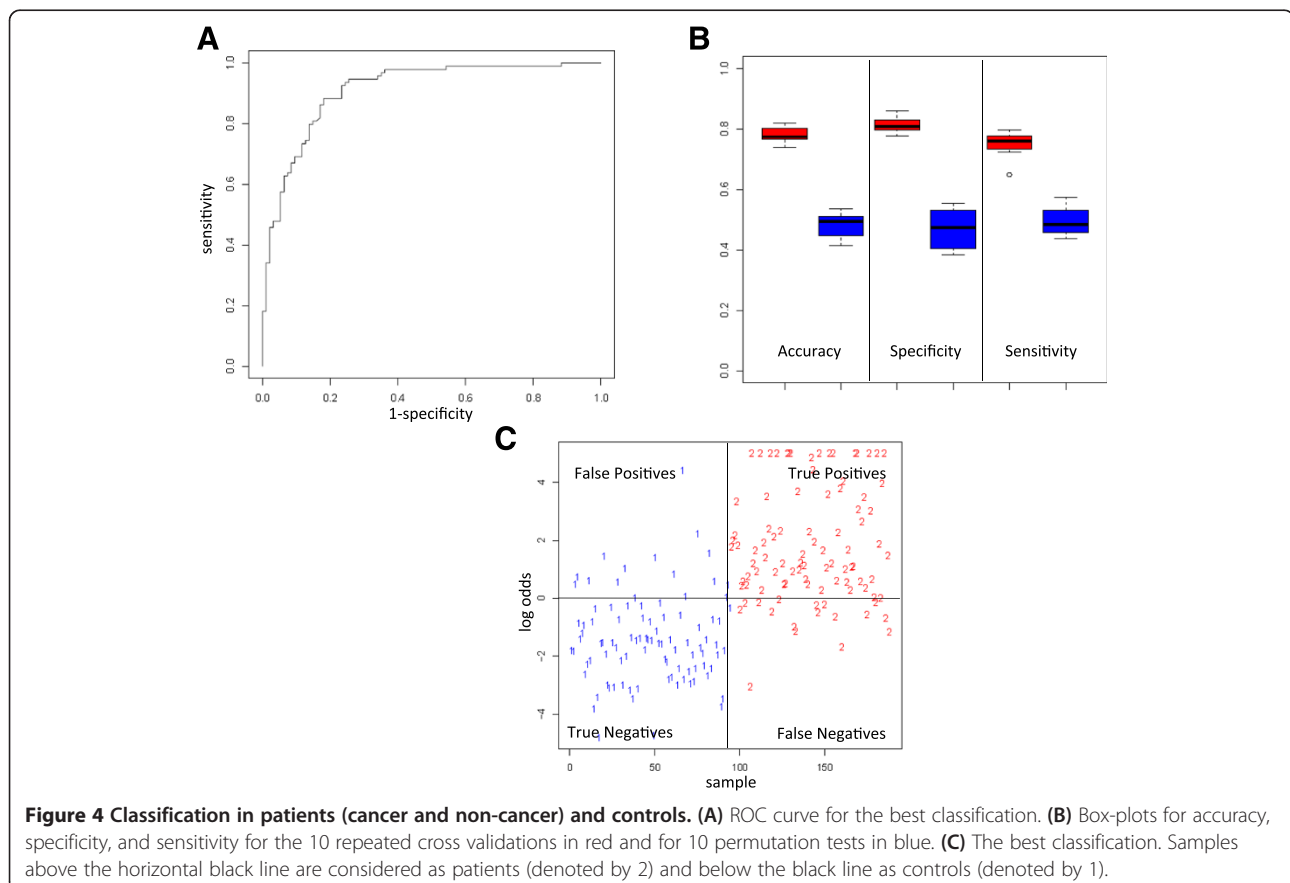 A
1.0
0.8
0.6
0.4
0.2
0.0
sensitivity
0.0 0.2 0.4 0.6 0.8 1.0
1-specificity
B
1.0
0.8
0.6
0.4
0.2
0.0
Accuracy Specificity Sensitivity
C
4
2
0
-2
-4
log odds
False Positives True Positives
True Negatives False Negatives
0 50 100 150
sample
Figure 4 Classification in patients (cancer and non-cancer) and controls. (A) ROC curve for the best classification. (B) Box-plots for accuracy,
specificity, and sensitivity for the 10 repeated cross validations in red and for 10 permutation tests in blue. (C) The best classification. Samples
above the horizontal black line are considered as patients (denoted by 2) and below the black line as controls (denoted by 1).